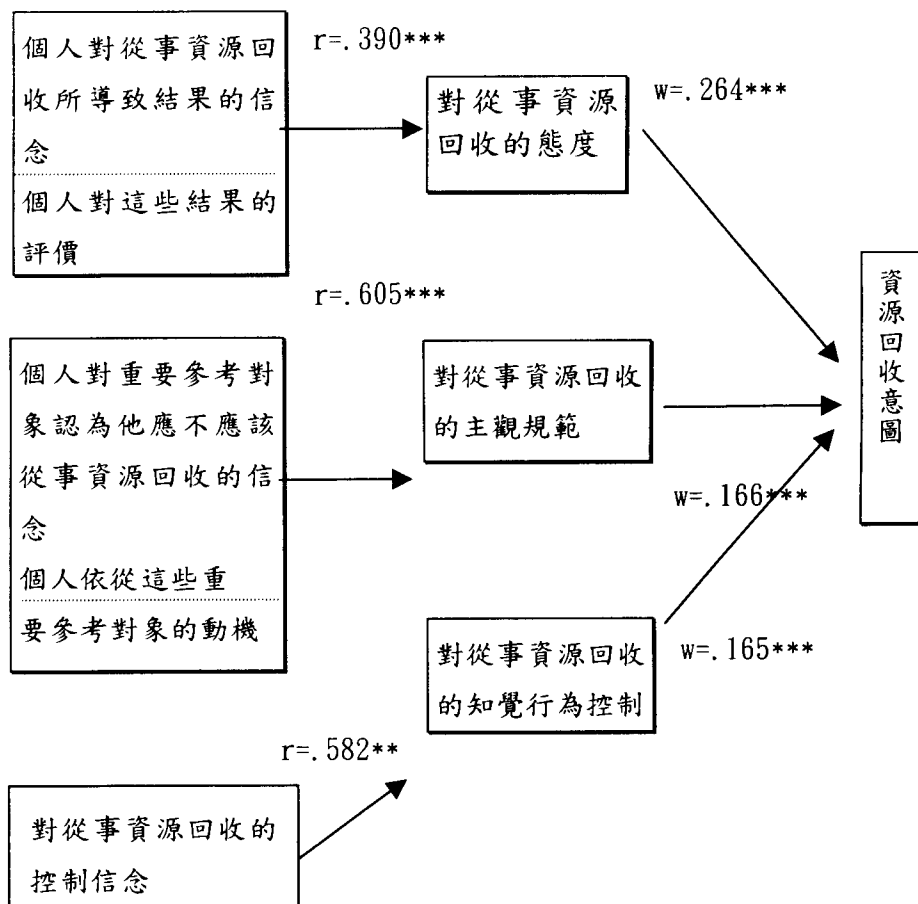 r=.390***
個人對從事資源回
收所導致結果的信
念
個人對這些結果的
評價
對從事資源
回收的態度
w=.264***
r=.605***
個人對重要參考對
象認為他應不應該
從事資源回收的信
念
個人依從這些重
要參考對象的動機
對從事資源回收
的主觀規範
w=.166***
資源回收意圖
對從事資源回收
的知覺行為控制
w=.165***
r=.582**
對從事資源回收的
控制信念